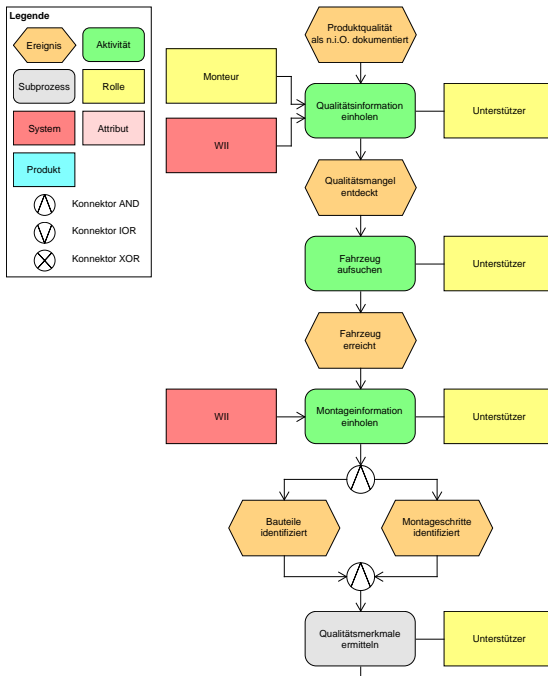 Legende
Ereignis
Aktivität
Subprozess
Rolle
System
Attribut
Produkt
Konnektor AND
Konnektor IOR
Konnektor XOR
Produktqualität
als n.i.O. dokumentiert
Monteur
WII
Qualitätsinformation
einholen
Unterstützer
Qualitätsmangel
entdeckt
Fahrzeug
aufsuchen
Unterstützer
Fahrzeug
erreicht
WII
Montageinformation
einholen
Unterstützer
Bauteile
identifiziert
Montageschritte
identifiziert
Qualitätsmerkmale
ermitteln
Unterstützer